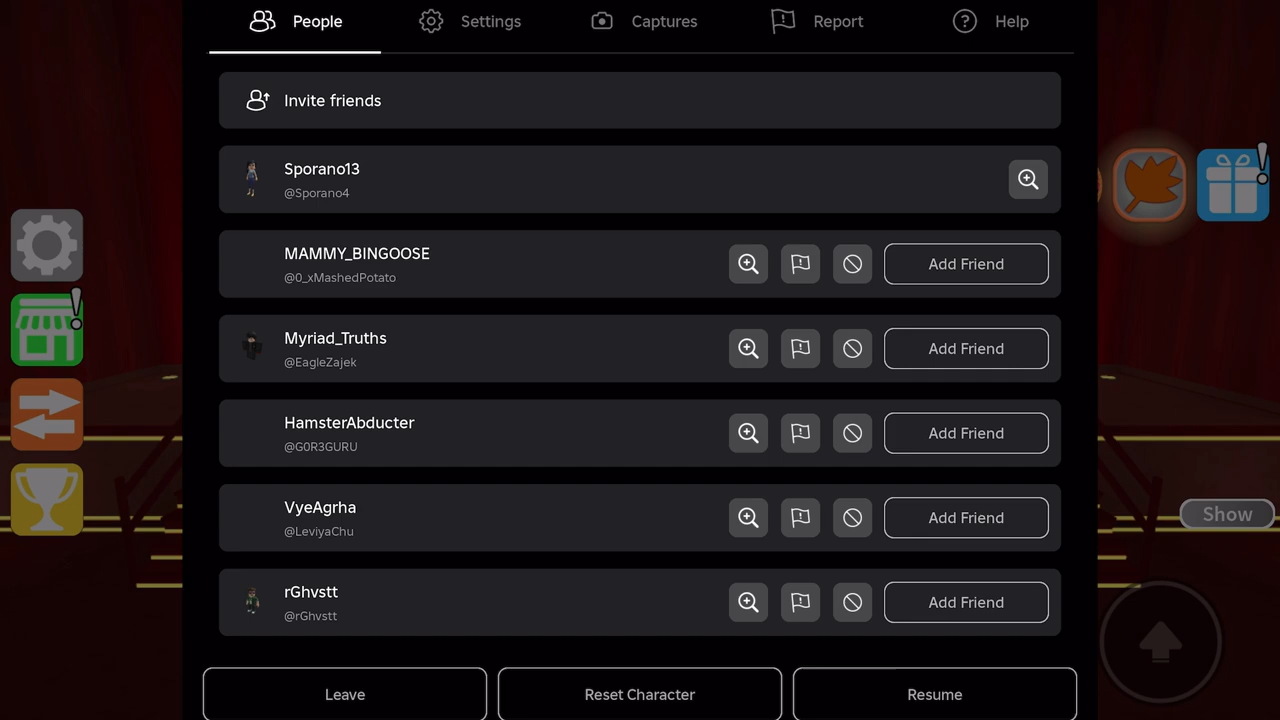 People
Settings
Captures
Report
Help
Invite friends
Sporano13
@Sporano4
MAMMY_BINGOOSE
@0_xMashedPotato
Add Friend
Myriad_Truths
@EagleZajek
Add Friend
HamsterAbducter
@G0R3GURU
Add Friend
VyeAgrha
@LeviyaChu
Add Friend
rGhvstt
@rGhvstt
Add Friend
Show
Leave
Reset Character
Resume